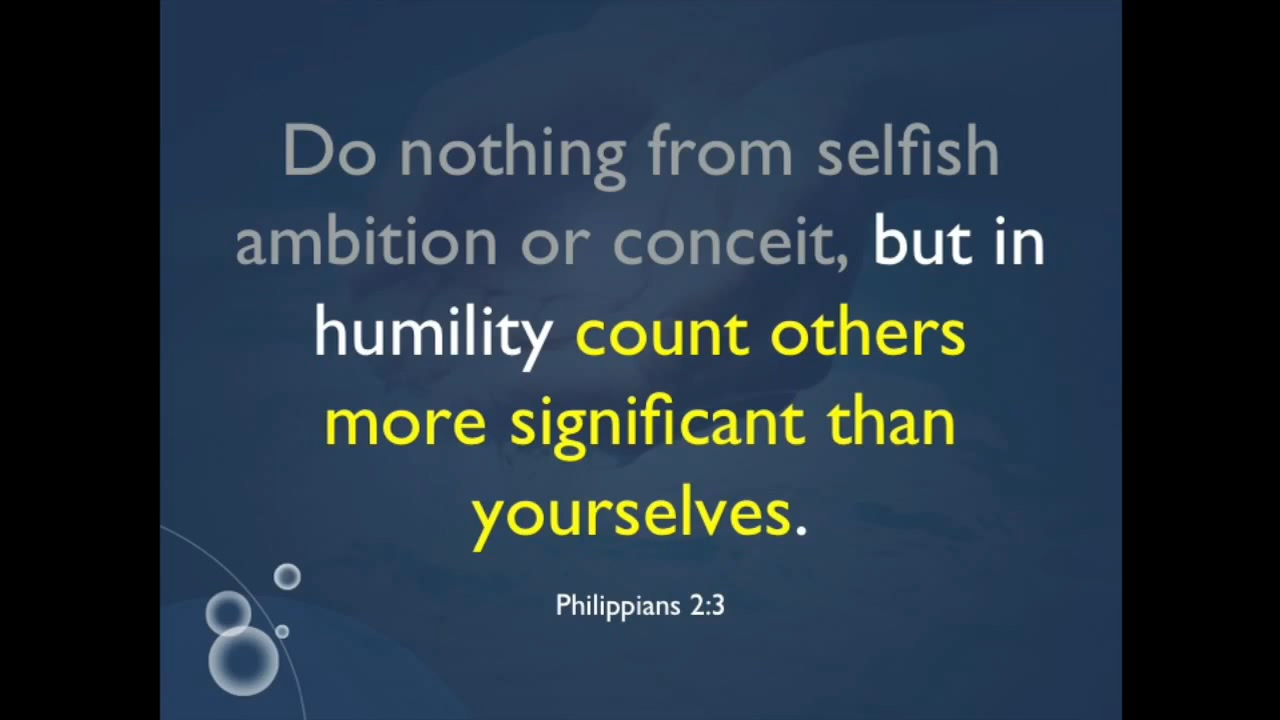 Do nothing from selfish
ambition or conceit, but in
humility count others
more significant than
yourselves.
Philippians 2:3